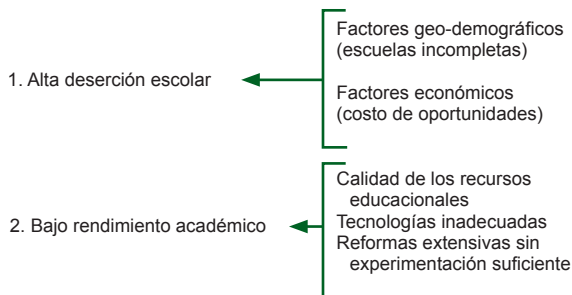 Factores geo-demográficos
(escuelas incompletas)
1. Alta deserción escolar
Factores económicos
(costo de oportunidades)
Calidad de los recursos
educacionales
2. Bajo rendimiento académico
Tecnologías inadecuadas
Reformas extensivas sin
experimentación suficiente